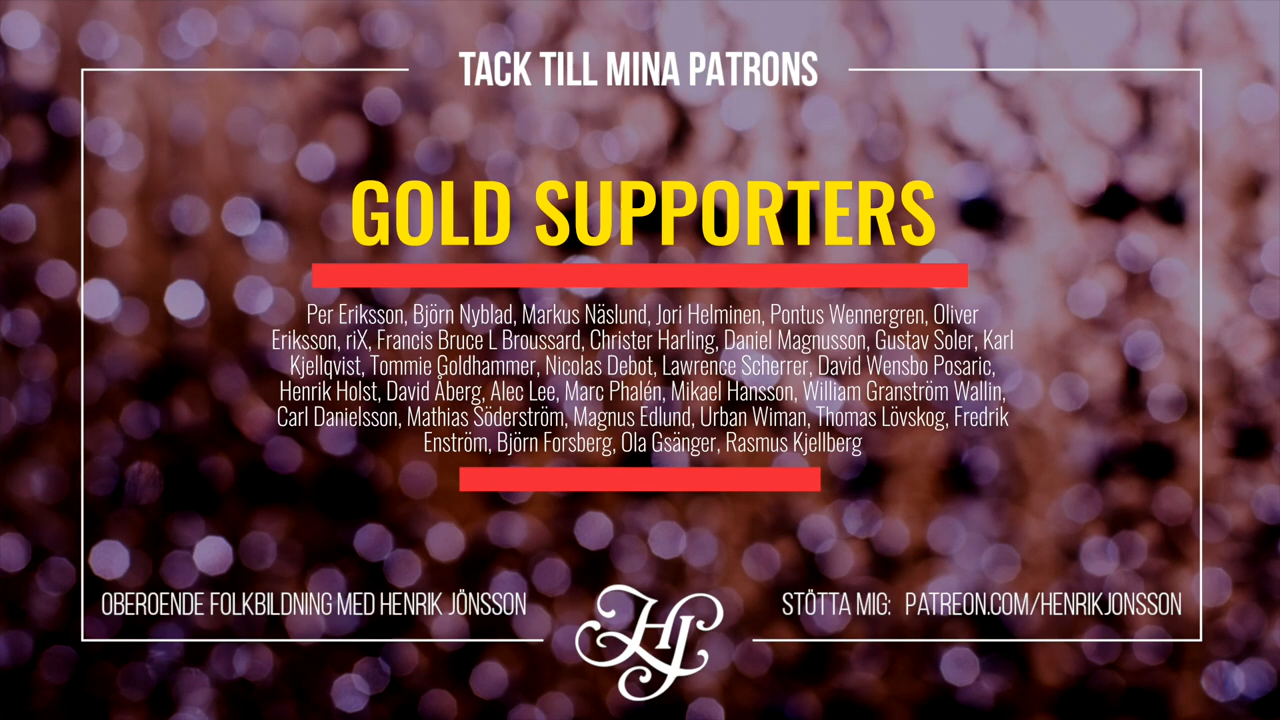 TACK TILL MINA PATRONS
GOLD SUPPORTERS
Per Eriksson, Björn Nyblad, Markus Näslund, Jori Helminen, Pontus Wennergren, Oliver
Eriksson, riX, Francis Bruce L Broussard, Christer Harling, Daniel Magnusson, Gustav Soler, Karl
Kjellqvist, Tommie Goldhammer, Nicolas Debot, Lawrence Scherrer, David Wensbo Posaric,
Henrik Holst, David Åberg, Alec Lee, Marc Phalén, Mikael Hansson, William Granström Wallin,
Carl Danielsson, Mathias Söderström, Magnus Edlund, Urban Wiman, Thomas Lövskog, Fredrik
Enström, Björn Forsberg, Ola Gsänger, Rasmus Kjellberg
OBEROENDE FOLKBILDNING MED HENRIK JÖNSSON
HJ
STÖTTA MIG: PATREON.COM/HENRIKJONSSON